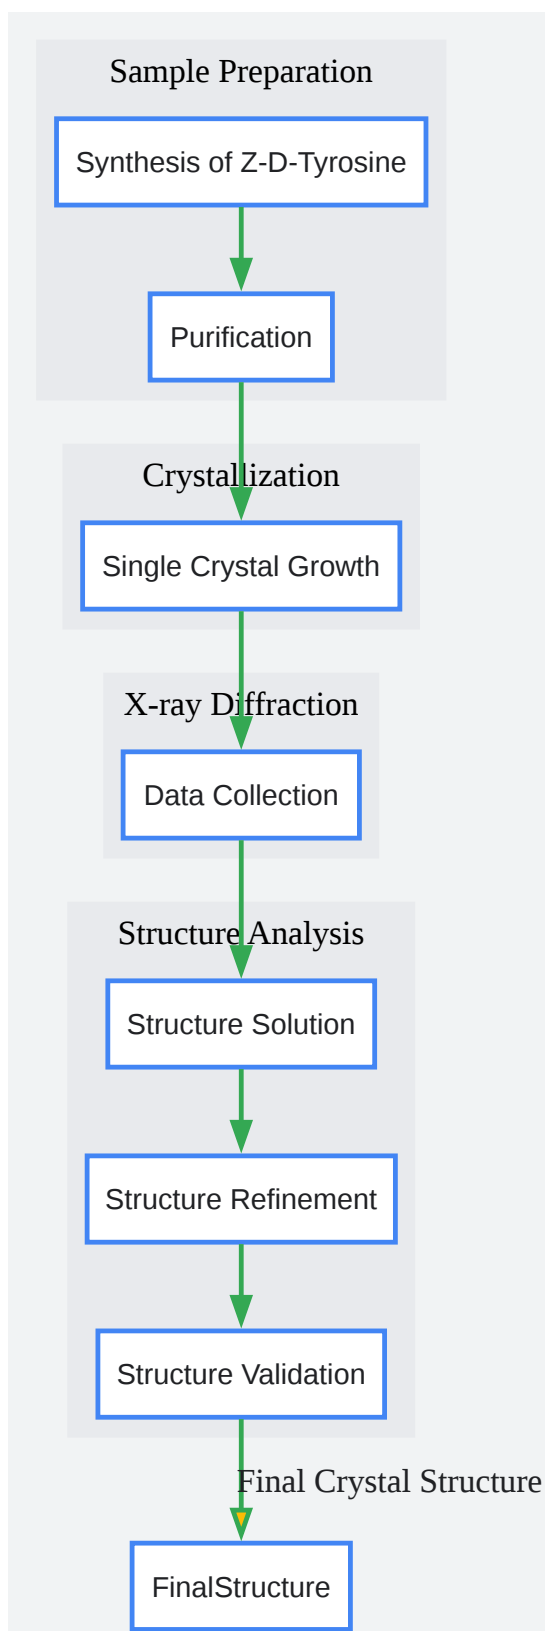 Sample Preparation
Synthesis of Z-D-Tyrosine
Purification
Crystallization
Single Crystal Growth
X-ray Diffraction
Data Collection
Structure Analysis
Structure Solution
Structure Refinement
Structure Validation
Final Crystal Structure
FinalStructure